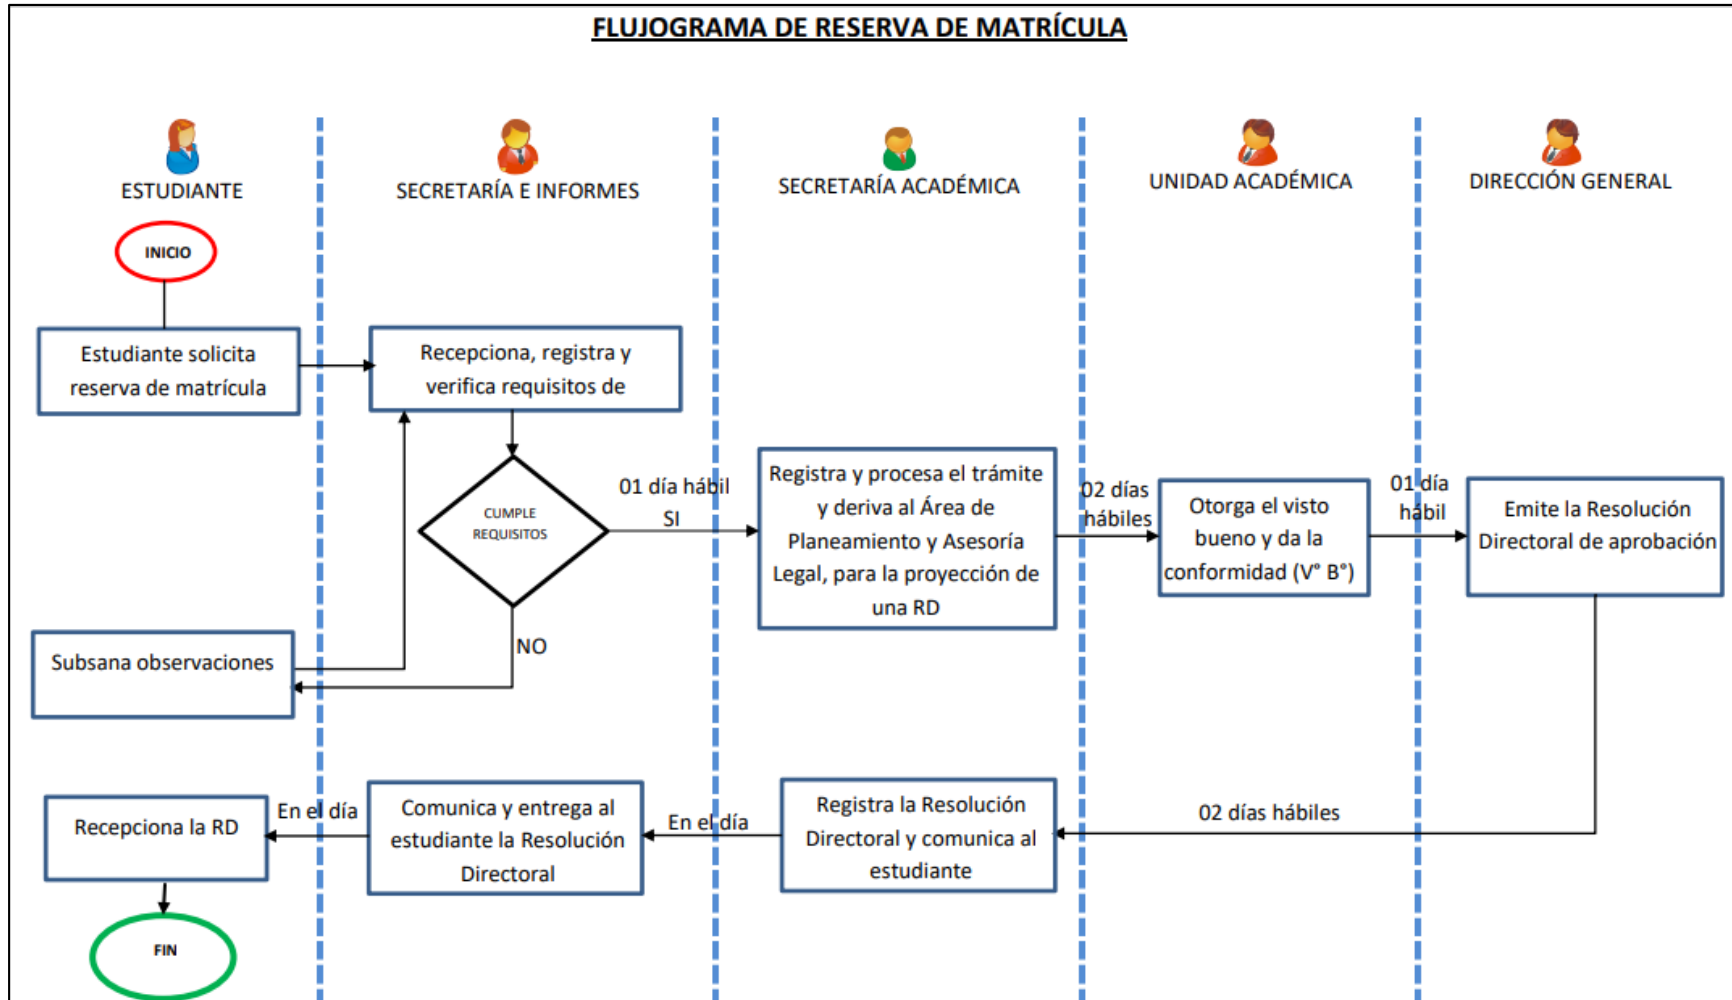 FLUJOGRAMA DE RESERVA DE MATRÍCULA
ESTUDIANTE
SECRETARÍA E INFORMES
SECRETARÍA ACADÉMICA
UNIDAD ACADÉMICA
DIRECCIÓN GENERAL
INICIO
Estudiante solicita
reserva de matrícula
Recepciona, registra y
verifica requisitos de
CUMPLE
REQUISITOS
01 día hábil
SI
NO
Subsana observaciones
Registra y procesa el trámite
y deriva al Área de
Planeamiento y Asesoría
Legal, para la proyección de
una RD
02 días
hábiles
Otorga el visto
bueno y da la
conformidad (V° B°)
01 día
hábil
Emite la Resolución
Directoral de aprobación
02 días hábiles
Registra la Resolución
Directoral y comunica al
estudiante
En el día
Comunica y entrega al
estudiante la Resolución
Directoral
En el día
Recepciona la RD
FIN